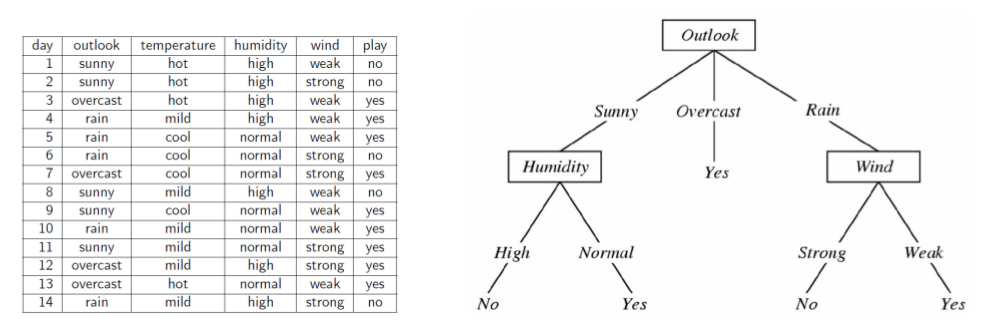 day outlook temperature humidity wind play
1 sunny hot high weak no
2 sunny hot high strong no
3 overcast hot high weak yes
4 rain mild high weak yes
5 rain cool normal weak yes
6 rain cool normal strong no
7 overcast cool normal strong yes
8 sunny mild high weak no
9 sunny cool normal weak yes
10 rain mild normal weak yes
11 sunny mild normal strong yes
12 overcast mild high strong yes
13 overcast hot normal weak yes
14 rain mild high strong no
Outlook
Sunny Overcast Rain
Humidity Yes Wind
High Normal Strong Weak
No Yes No Yes